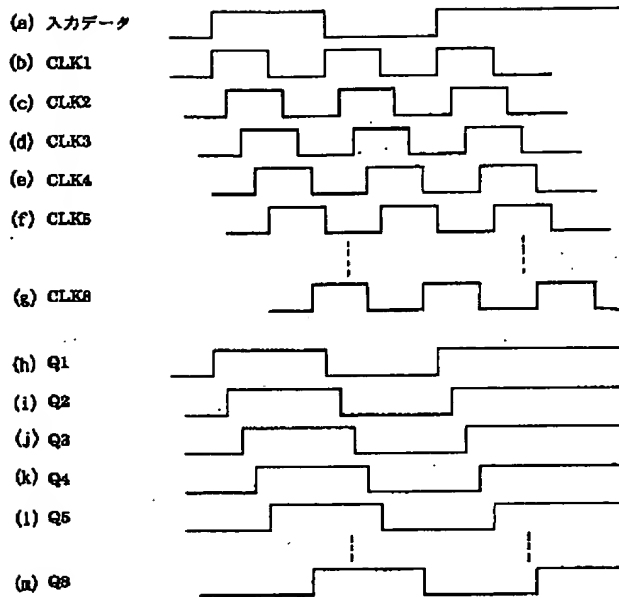 (a) 入力データ
(b) CLK1
(c) CLK2
(d) CLK3
(e) CLK4
(f) CLK5
(g) CLK8
(h) Q1
(i) Q2
(j) Q3
(k) Q4
(l) Q5
(m) Q8